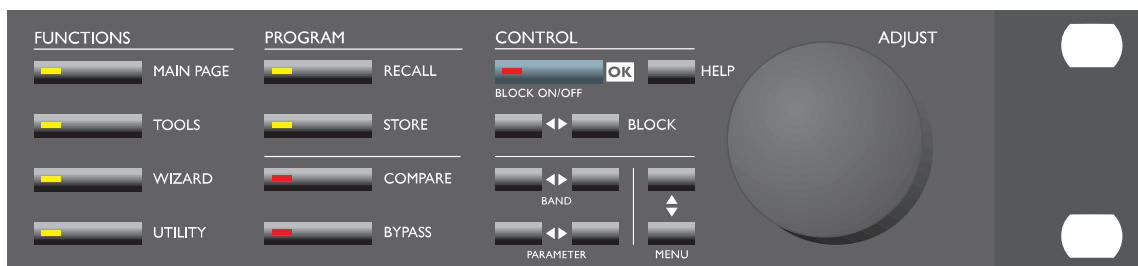 FUNCTIONS
MAIN PAGE
TOOLS
WIZARD
UTILITY
PROGRAM
RECALL
STORE
COMPARE
BYPASS
CONTROL
OK
HELP
BLOCK ON/OFF
BLOCK
BAND
PARAMETER
MENU
ADJUST